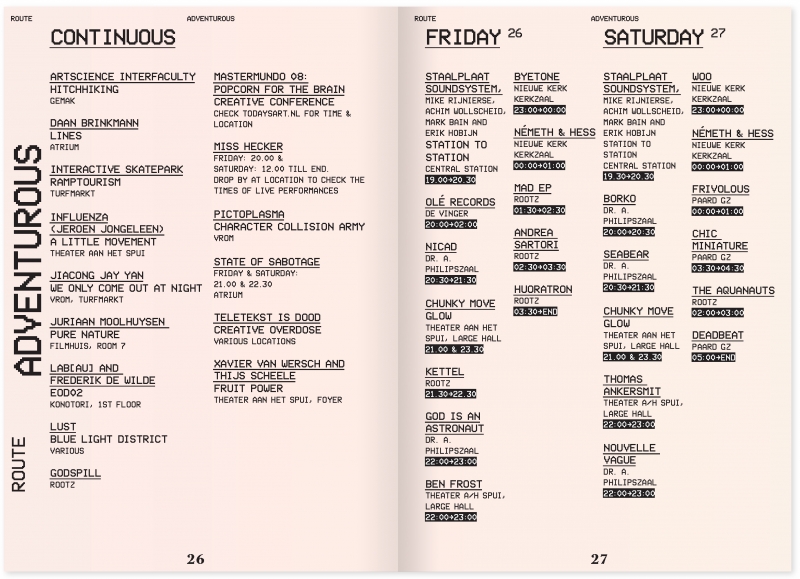 ROUTE
ADVENTUROUS
CONTINUOUS
ARTSCIENCE INTERFACULTY
HITCHHIKING
GEMAK
DAAN BRINKMANN
LINES
ATRIUM
INTERACTIVE SKATEPARK
RAMPTOURISM
TURFMARKT
INFLUENZA
(JEROEN JONGELEEN)
A LITTLE MOVEMENT
THEATER AAN HET SPUI
JIACONG JAY YAN
WE ONLY COME OUT AT NIGHT
VROM, TURFMARKT
JURIAAN MOOLHUYSEN
PURE NATURE
FILMHUIS, ROOM 7
LAB[AU] AND
FREDERIK DE WILDE
EOD02
KONOTORI, 1ST FLOOR
LUST
BLUE LIGHT DISTRICT
VARIOUS
GODSPILL
ROOTZ
MASTERMUNDO 08:
POPCORN FOR THE BRAIN
CREATIVE CONFERENCE
CHECK TODAYSART.NL FOR TIME &
LOCATION
MISS HECKER
FRIDAY: 20.00 &
SATURDAY: 12.00 TILL END.
DROP BY AT LOCATION TO CHECK THE
TIMES OF LIVE PERFORMANCES
PICTOPLASMA
CHARACTER COLLISION ARMY
VROM
STATE OF SABOTAGE
FRIDAY & SATURDAY:
21.00 & 22.30
ATRIUM
TELETEKST IS DOOD
CREATIVE OVERDOSE
VARIOUS LOCATIONS
XAVIER VAN WERSCH AND
THIJS SCHEELE
FRUIT POWER
THEATER AAN HET SPUI, FOYER
ROUTE ADVENTUROUS
26
ROUTE
ADVENTUROUS
FRIDAY 26
STAALPLAAT
SOUNDSYSTEM,
MIKE RIJNIERSE,
ACHIM WOLLSCHEID,
MARK BAIN AND
ERIK HOBIJN
STATION TO
STATION
CENTRAL STATION
19.00→20.30
OLÉ RECORDS
DE VINGER
20:00→02:00
NICAD
DR. A.
PHILIPSZAAL
20:30→21:30
CHUNKY MOVE
GLOW
THEATER AAN HET
SPUI, LARGE HALL
21.00 & 23.30
KETTEL
ROOTZ
21.30→22.30
GOD IS AN
ASTRONAUT
DR. A.
PHILIPSZAAL
22:00→23:00
BEN FROST
THEATER A/H SPUI,
LARGE HALL
22:00→23:00
BYETONE
NIEUWE KERK
KERKZAAL
23:00→00:00
NÉMETH & HESS
NIEUWE KERK
KERKZAAL
00:00→01:00
MAD EP
ROOTZ
01:30→02:30
ANDREA
SARTORI
ROOTZ
02:30→03:30
HUORATRON
ROOTZ
03:30→END
SATURDAY 27
STAALPLAAT
SOUNDSYSTEM,
MIKE RIJNIERSE,
ACHIM WOLLSCHEID,
MARK BAIN AND
ERIK HOBIJN
STATION TO
STATION
CENTRAL STATION
19.30→20.30
BORKO
DR. A.
PHILIPSZAAL
20:00→20:30
SEABEAR
DR. A.
PHILIPSZAAL
20:30→21:30
CHUNKY MOVE
GLOW
THEATER AAN HET
SPUI, LARGE HALL
21.00 & 23.30
THOMAS
ANKERSMIT
THEATER A/H SPUI,
LARGE HALL
22:00→23:00
NOUVELLE
VAGUE
DR. A.
PHILIPSZAAL
22:00→23:00
WOO
NIEUWE KERK
KERKZAAL
23:00→00:00
NÉMETH & HESS
NIEUWE KERK
KERKZAAL
00:00→01:00
FRIVOLOUS
PAARD GZ
00:00→01:00
CHIC
MINIATURE
PAARD GZ
03:30→04:30
THE AQUANAUTS
ROOTZ
02:00→03:00
DEADBEAT
PAARD GZ
05:00→END
27